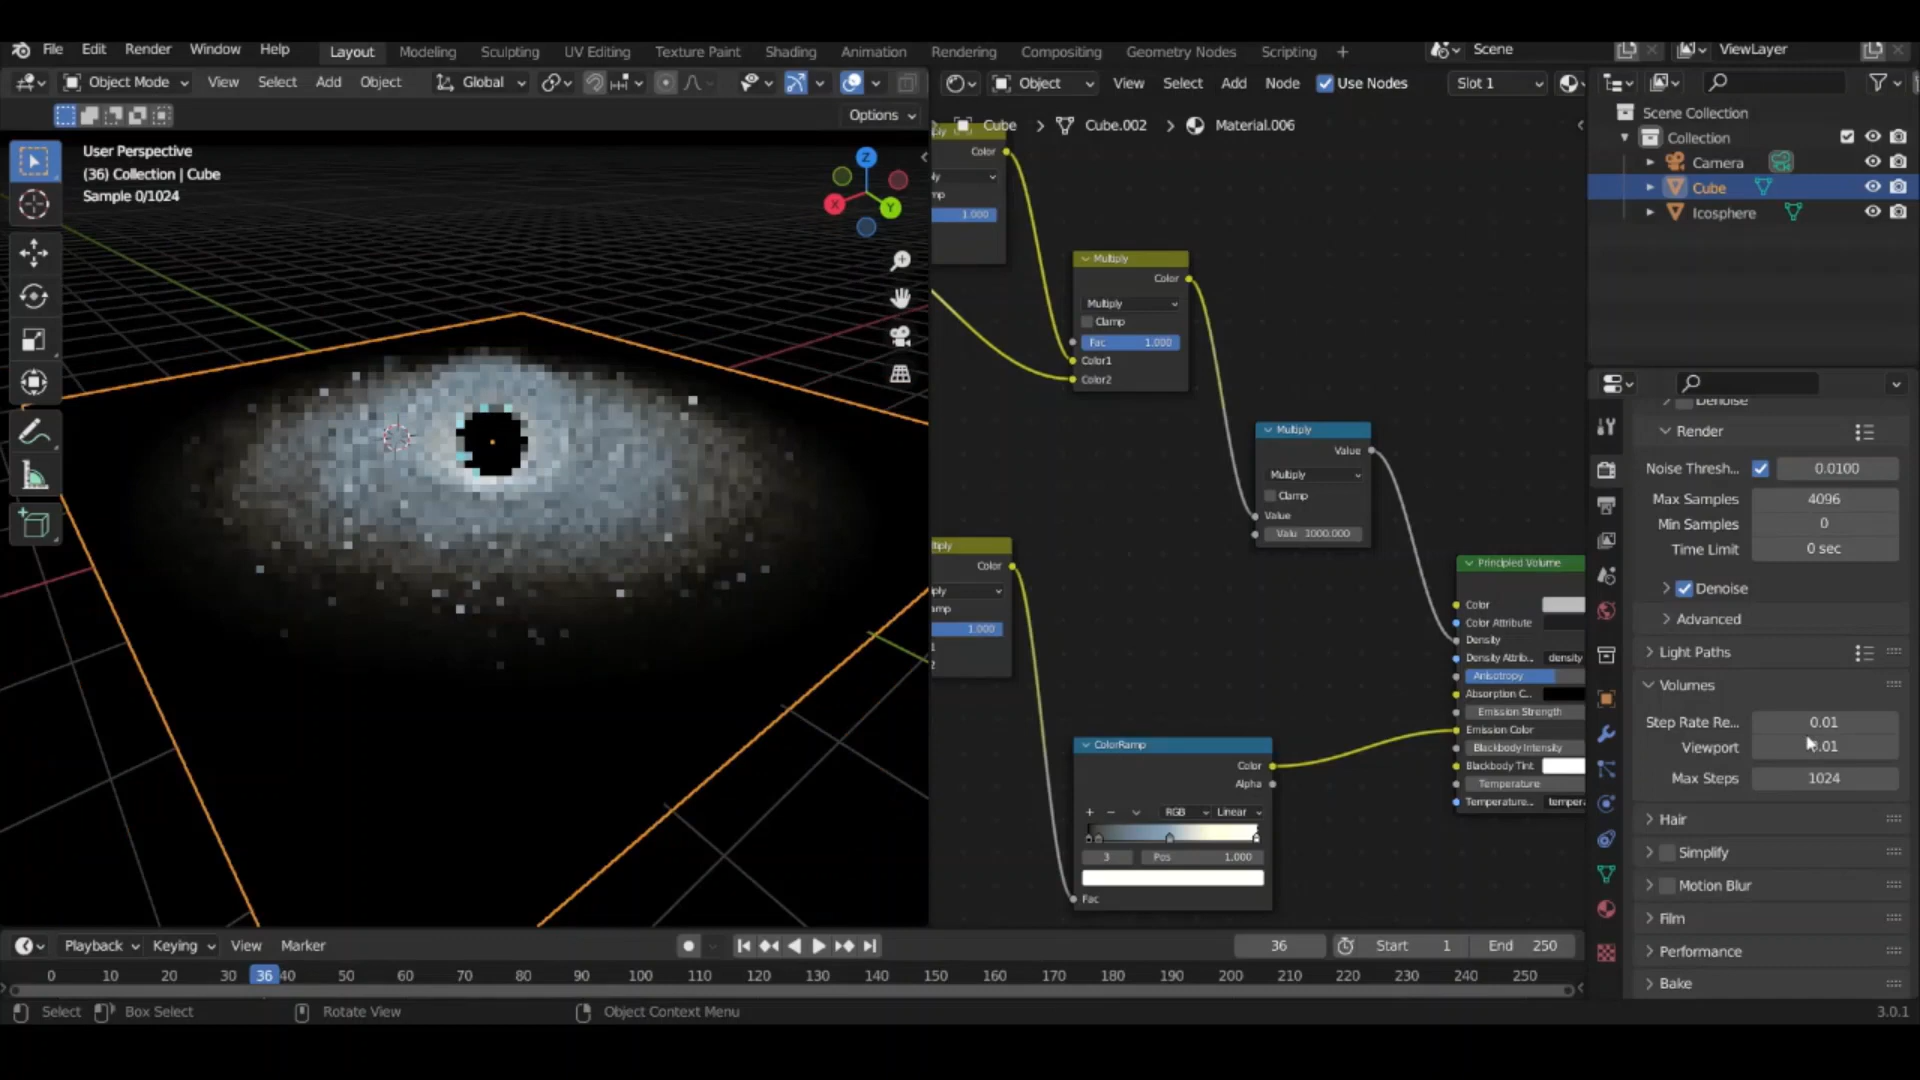 File Edit Render Window Help
Layout Modeling Sculpting UV Editing Texture Paint Shading Animation Rendering Compositing Geometry Nodes Scripting +
Scene
ViewLayer
Object Mode View Select Add Object Global
Options
User Perspective
(36) Collection | Cube
Sample 0/1024
Z
X
Y
Object View Select Add Node Use Nodes Slot 1
Cube > Cube.002 > Material.006
Color
1.000
Multiply
Color
Multiply
Clamp
Fac 1.000
Color1
Color2
Multiply
Value
Multiply
Clamp
Value
Valu 1000.000
Color
1.000
ColorRamp
Color
Alpha
+ − RGB Linear
3 Pos 1.000
Fac
Principled Volume
Color
Color Attribute
Density
Density Attrib... density
Anisotropy
Absorption C...
Emission Strength
Emission Color
Blackbody Intensity
Blackbody Tint
Temperature
Temperature... temper
Scene Collection
Collection
Camera
Cube
Icosphere
Denoise
Render
Noise Thresh... 0.0100
Max Samples 4096
Min Samples 0
Time Limit 0 sec
Denoise
Advanced
Light Paths
Volumes
Step Rate Re... 0.01
Viewport .01
Max Steps 1024
Hair
Simplify
Motion Blur
Film
Performance
Bake
Playback Keying View Marker
36 Start 1 End 250
0 10 20 30 36 40 50 60 70 80 90 100 110 120 130 140 150 160 170 180 190 200 210 220 230 240 250
Select Box Select Rotate View Object Context Menu
3.0.1